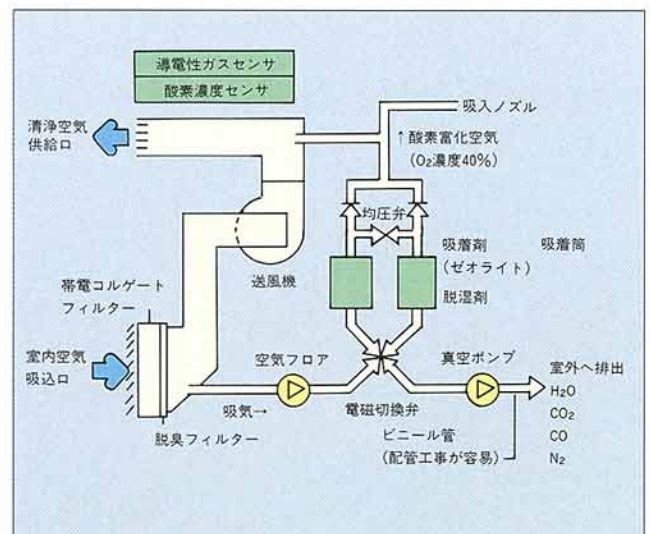 導電性ガスセンサ
酸素濃度センサ
清浄空気
供給口
吸入ノズル
↑酸素富化空気
(O₂濃度40%)
均圧弁
吸着剤
(ゼオライト)
吸着筒
脱湿剤
送風機
帯電コルゲート
フィルター
室内空気
吸込口
空気フロア
真空ポンプ
室外へ排出
H₂O
CO₂
CO
N₂
吸気→
電磁切換弁
脱臭フィルター
ビニール管
(配管工事が容易)